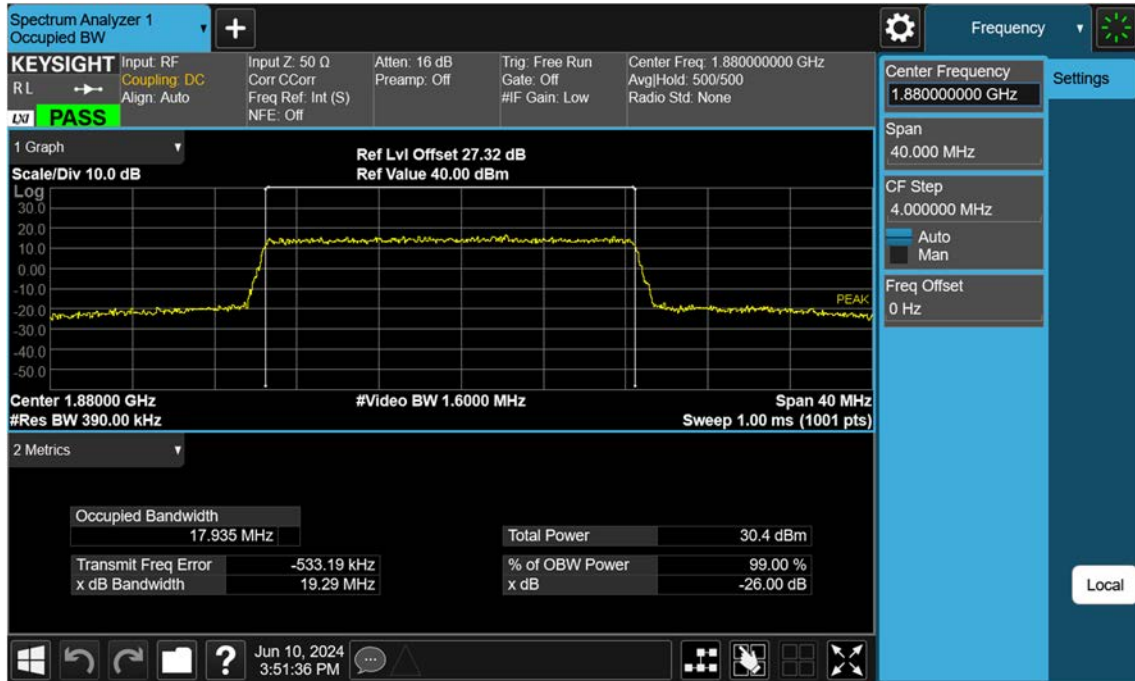 Spectrum Analyzer 1
Occupied BW
+
Frequency
KEYSIGHT
RL
LXI PASS
Input: RF
Coupling: DC
Align: Auto
Input Z: 50 Ω
Corr CCorr
Freq Ref: Int (S)
NFE: Off
Atten: 16 dB
Preamp: Off
Trig: Free Run
Gate: Off
#IF Gain: Low
Center Freq: 1.880000000 GHz
Avg|Hold: 500/500
Radio Std: None
Center Frequency
1.880000000 GHz
Settings
Span
40.000 MHz
CF Step
4.000000 MHz
Auto
Man
Freq Offset
0 Hz
Local
1 Graph
Scale/Div 10.0 dB
Ref Lvl Offset 27.32 dB
Ref Value 40.00 dBm
Log
30.0
20.0
10.0
0.00
-10.0
-20.0
-30.0
-40.0
-50.0
PEAK
Center 1.88000 GHz
#Video BW 1.6000 MHz
Span 40 MHz
#Res BW 390.00 kHz
Sweep 1.00 ms (1001 pts)
2 Metrics
Occupied Bandwidth
17.935 MHz
Total Power 30.4 dBm
Transmit Freq Error -533.19 kHz
% of OBW Power 99.00 %
x dB Bandwidth 19.29 MHz
x dB -26.00 dB
?
Jun 10, 2024
3:51:36 PM